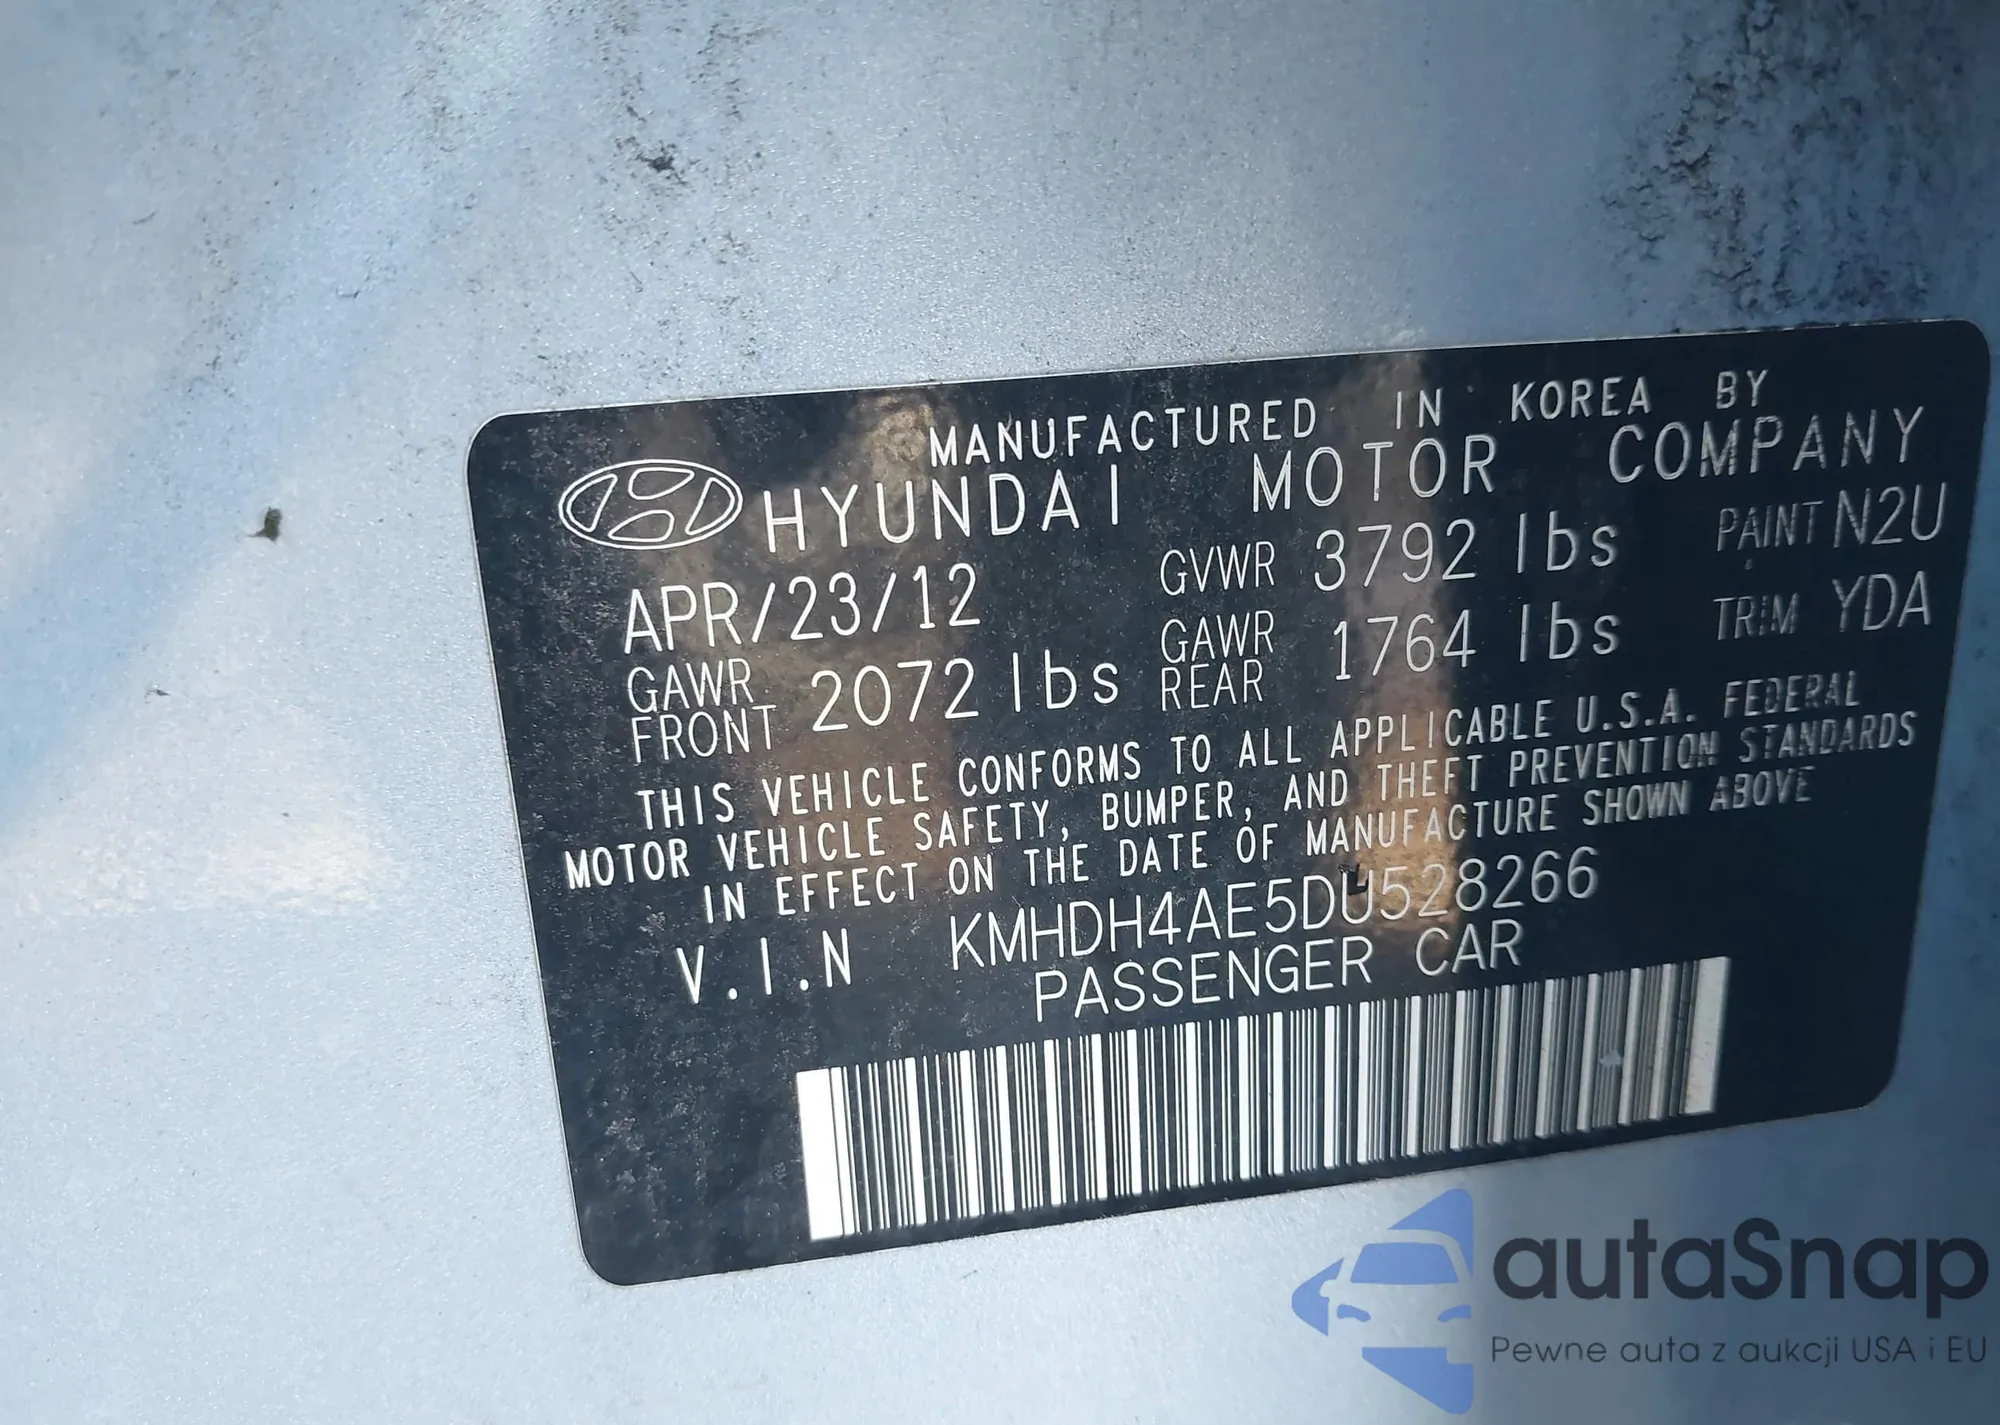 MANUFACTURED IN KOREA BY
HYUNDAI MOTOR COMPANY
APR/23/12 GVWR 3792 lbs PAINT N2U
GAWR FRONT 2072 lbs GAWR REAR 1764 lbs TRIM YDA
THIS VEHICLE CONFORMS TO ALL APPLICABLE U.S.A. FEDERAL
MOTOR VEHICLE SAFETY, BUMPER, AND THEFT PREVENTION STANDARDS
IN EFFECT ON THE DATE OF MANUFACTURE SHOWN ABOVE
V.I.N KMHDH4AE5DU528266
PASSENGER CAR
autaSnap
Pewne auta z aukcji USA i EU